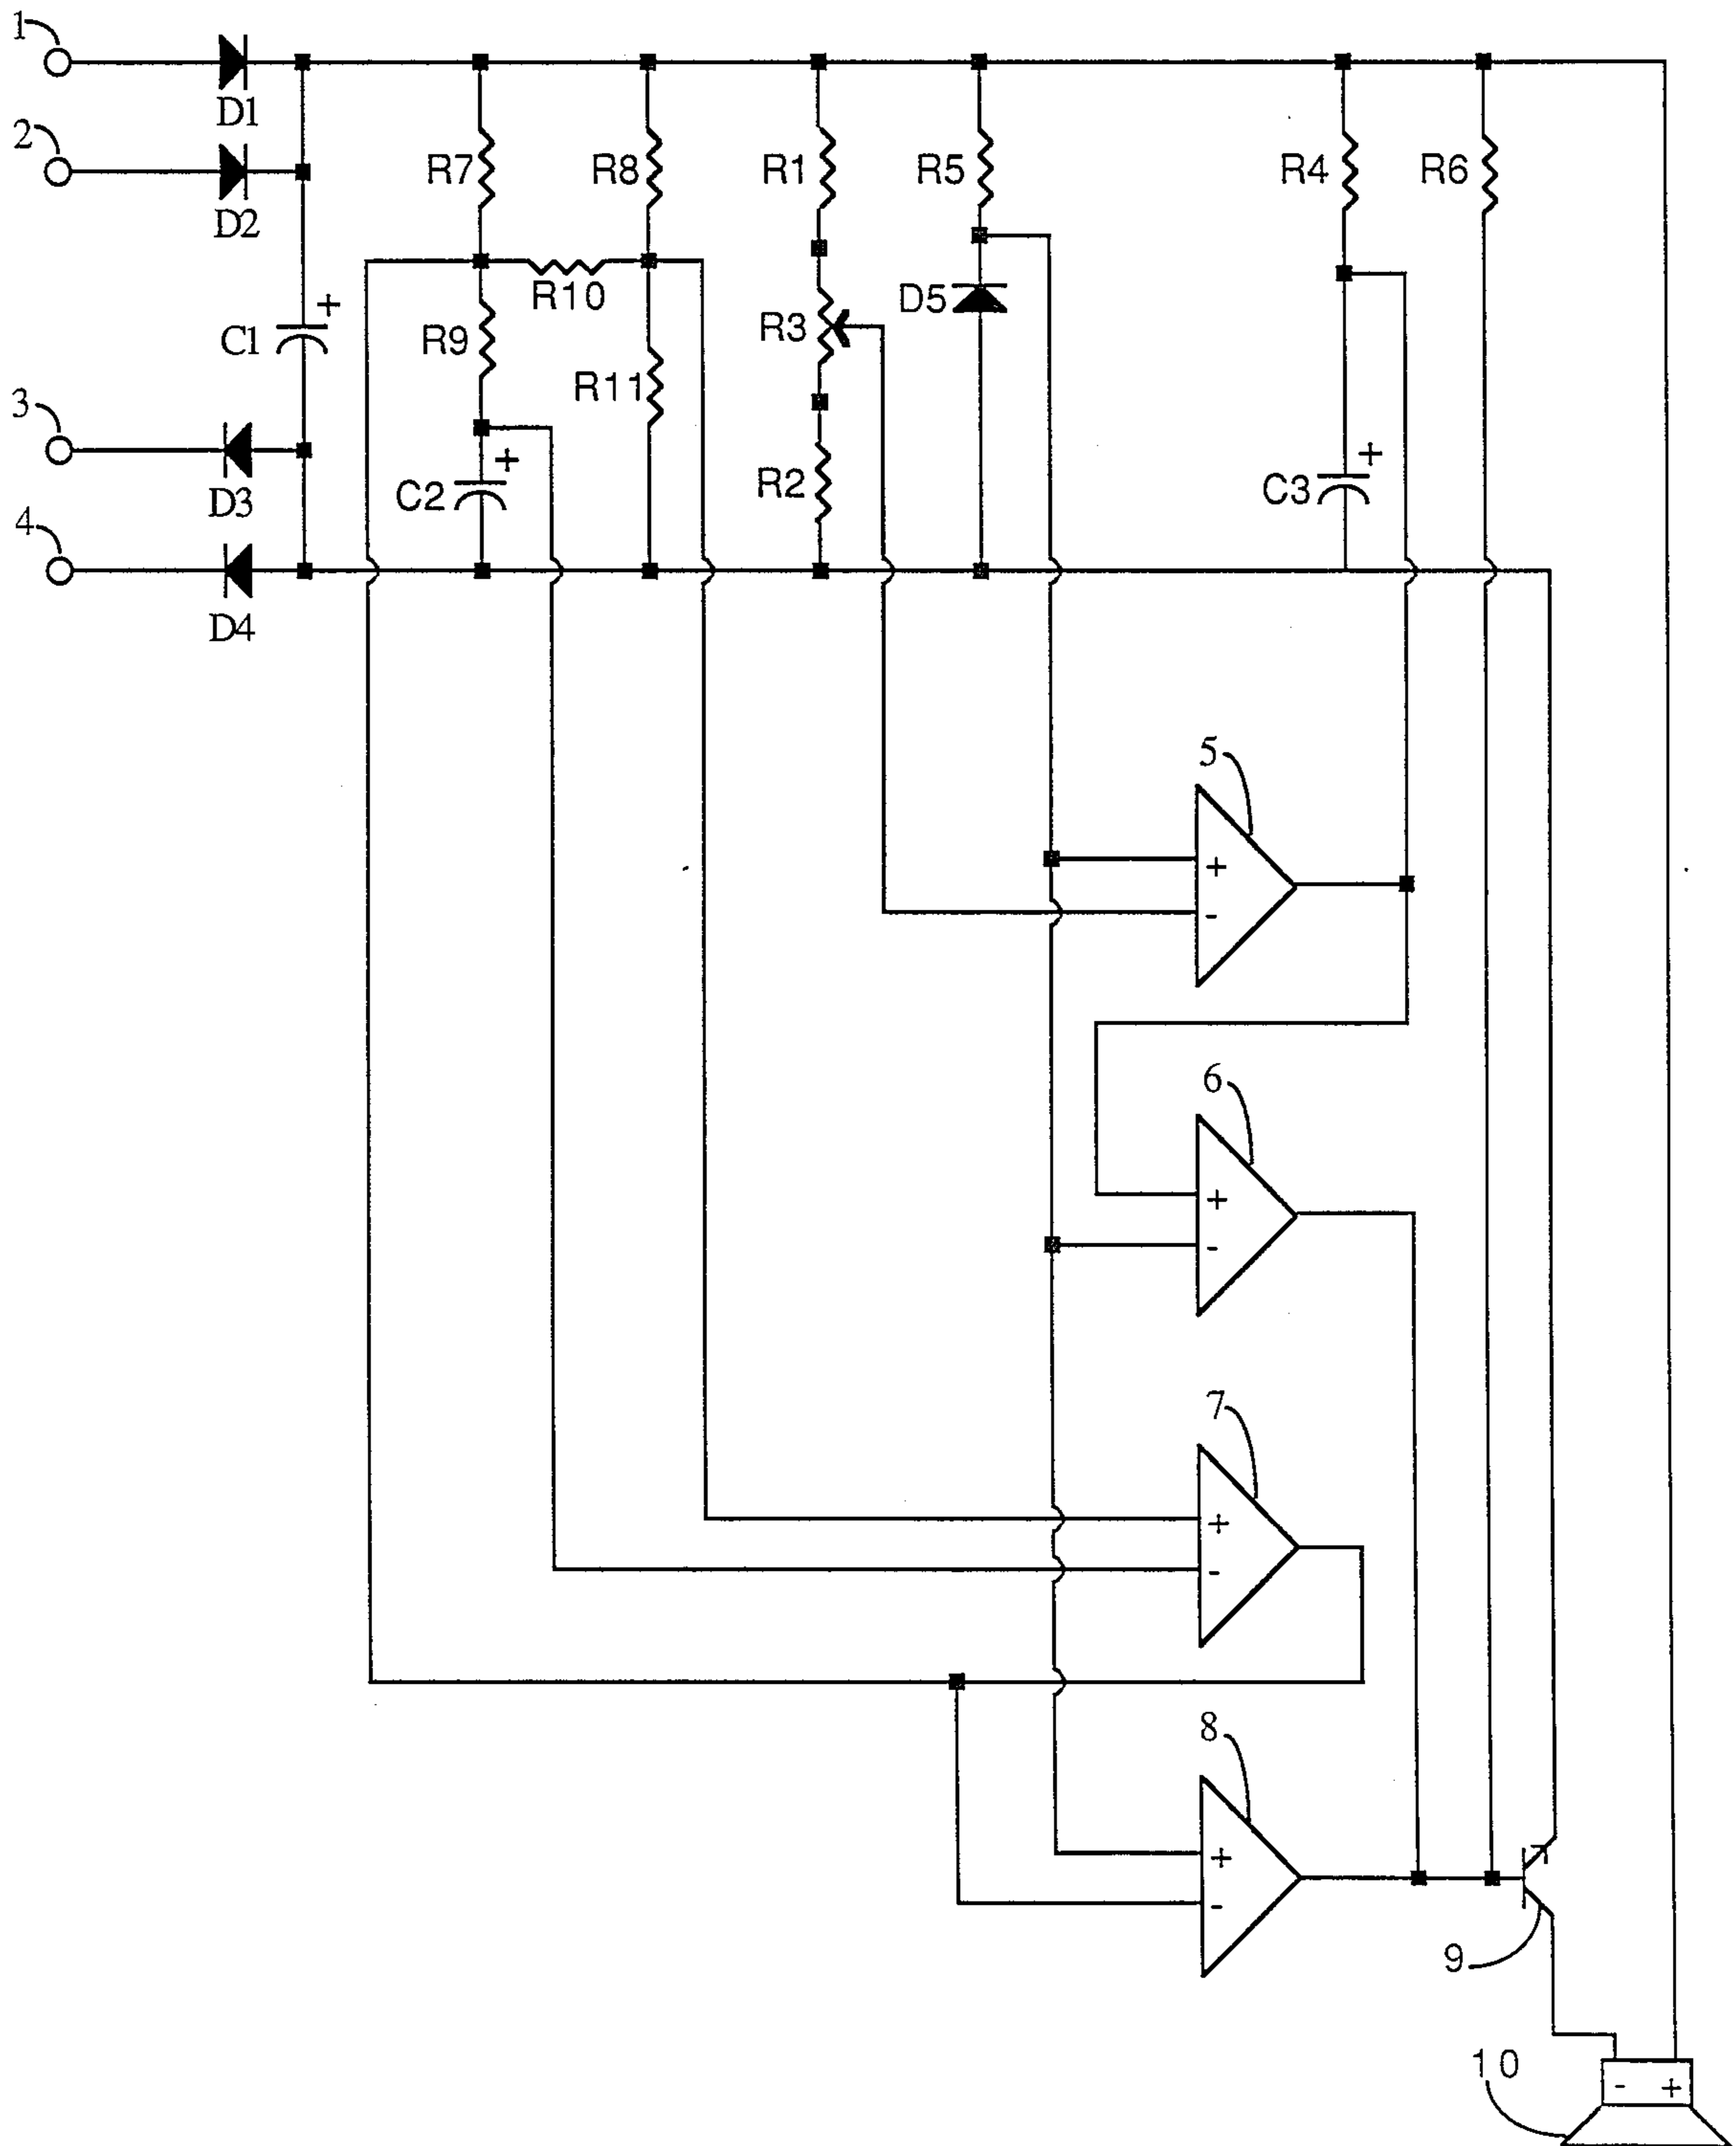 1
D1
2
D2
R7
R8
R1
R5
R4
R6
R10
+
C1
R9
R3
D5
R11
3
D3
+
C2
R2
+
C3
4
D4
5
+
-
6
+
-
7
+
-
8
+
-
9
10
- +